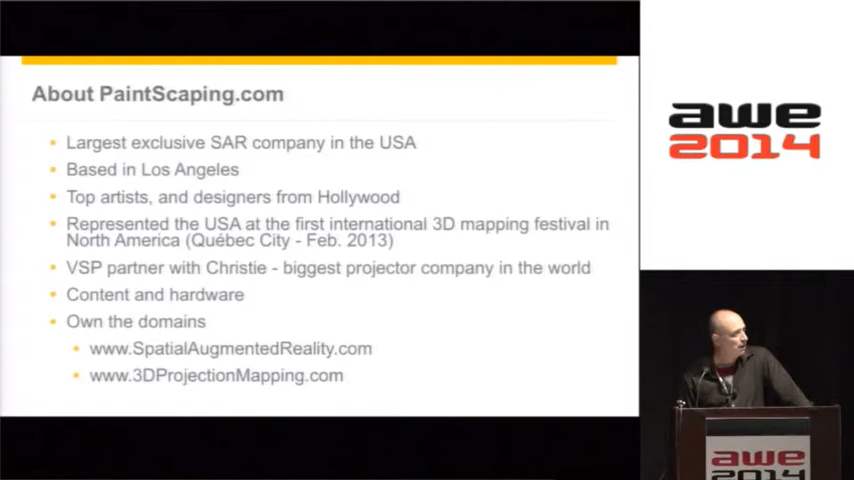 About PaintScaping.com
Largest exclusive SAR company in the USA
Based in Los Angeles
Top artists, and designers from Hollywood
Represented the USA at the first international 3D mapping festival in
North America (Québec City - Feb. 2013)
VSP partner with Christie - biggest projector company in the world
Content and hardware
Own the domains
www.SpatialAugmentedReality.com
www.3DProjectionMapping.com
awe
2014
awe
2014